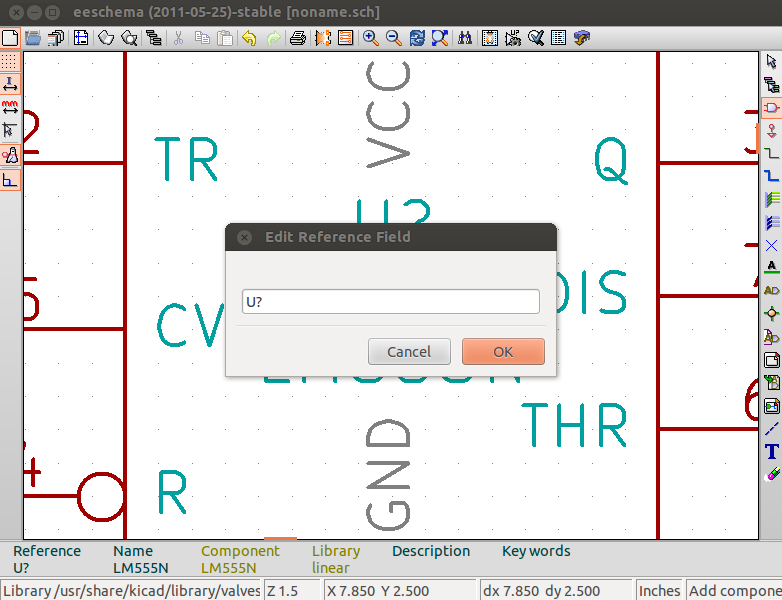 eeschema (2011-05-25)-stable [noname.sch]
VCC
2
TR
Q
U?
Edit Reference Field
U?
Cancel
OK
DIS
5
CV
LM555N
THR
6
4
R
GND
Reference Name Component Library Description Key words
U? LM555N LM555N linear
Library /usr/share/kicad/library/valves Z 1.5 X 7.850 Y 2.500 dx 7.850 dy 2.500 Inches Add compone